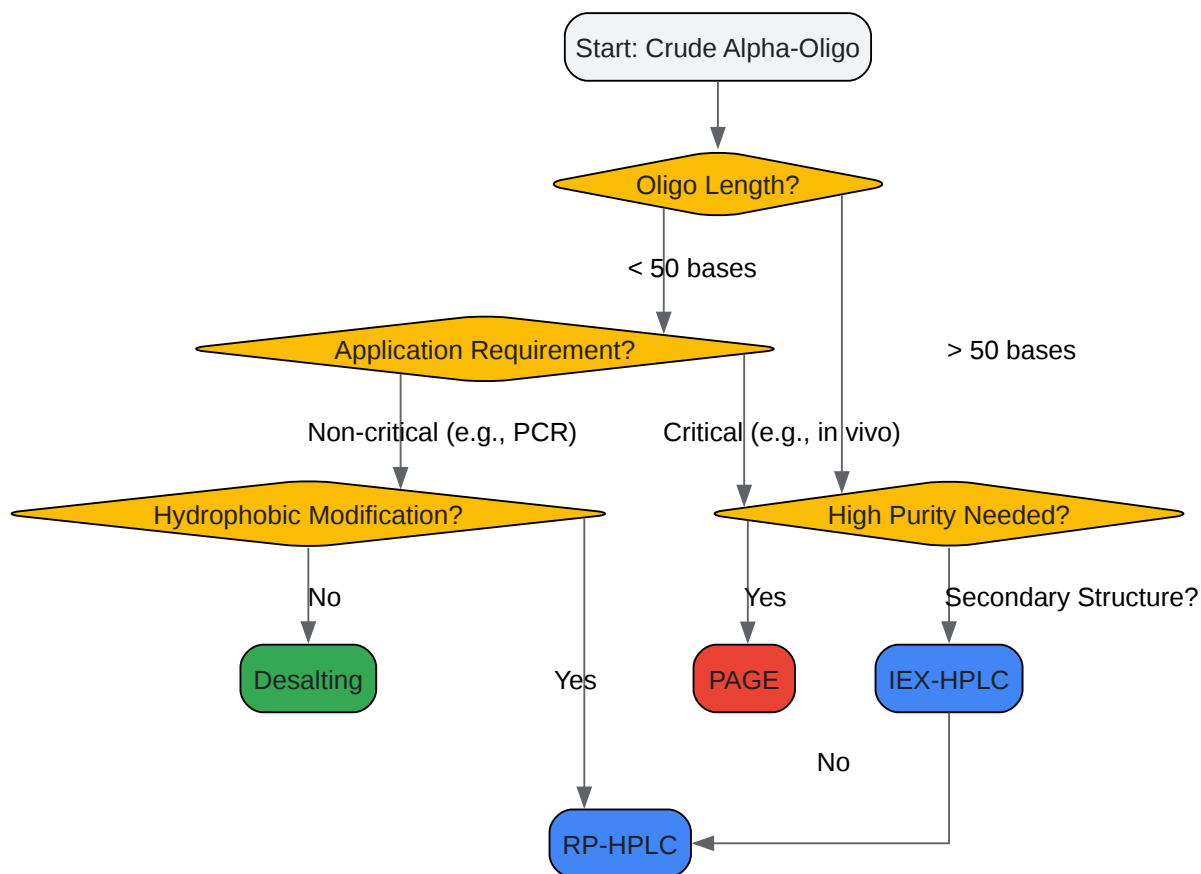 Start: Crude Alpha-Oligo
Oligo Length?
< 50 bases
Application Requirement?
> 50 bases
Non-critical (e.g., PCR)
Critical (e.g., in vivo)
Hydrophobic Modification?
High Purity Needed?
No
Yes
Secondary Structure?
Desalting
Yes
PAGE
IEX-HPLC
No
RP-HPLC